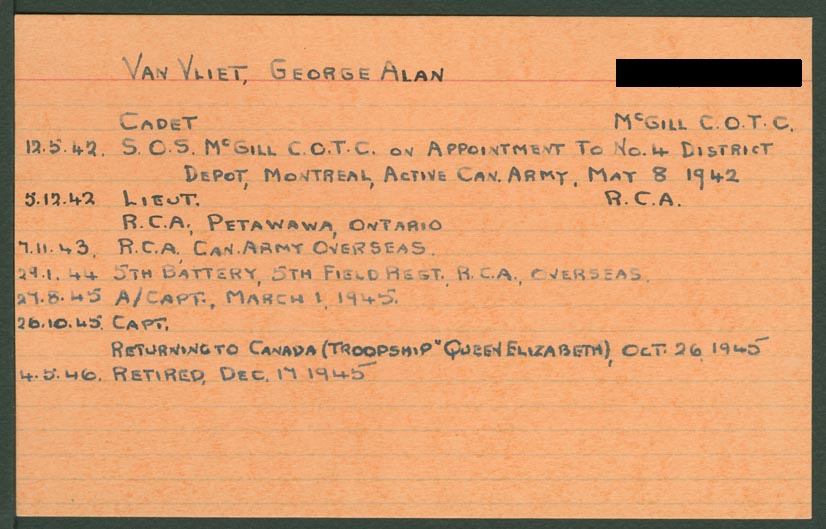 VAN VLIET, GEORGE ALAN
CADET McGILL C.O.T.C.
12.5.42. S.O.S. McGILL C.O.T.C. ON APPOINTMENT TO NO.4 DISTRICT
DEPOT, MONTREAL, ACTIVE CAN. ARMY, MAY 8 1942
5.12.42 LIEUT. R.C.A.
R.C.A., PETAWAWA, ONTARIO
7.11.43. R.C.A. CAN. ARMY OVERSEAS.
29.1.44 5TH BATTERY, 5TH FIELD REGT., R.C.A., OVERSEAS.
27.8.45 A/CAPT., MARCH 1, 1945.
26.10.45. CAPT.
RETURNING TO CANADA (TROOPSHIP "QUEEN ELIZABETH), OCT. 26, 1945
4.5.46. RETIRED, DEC. 17 1945